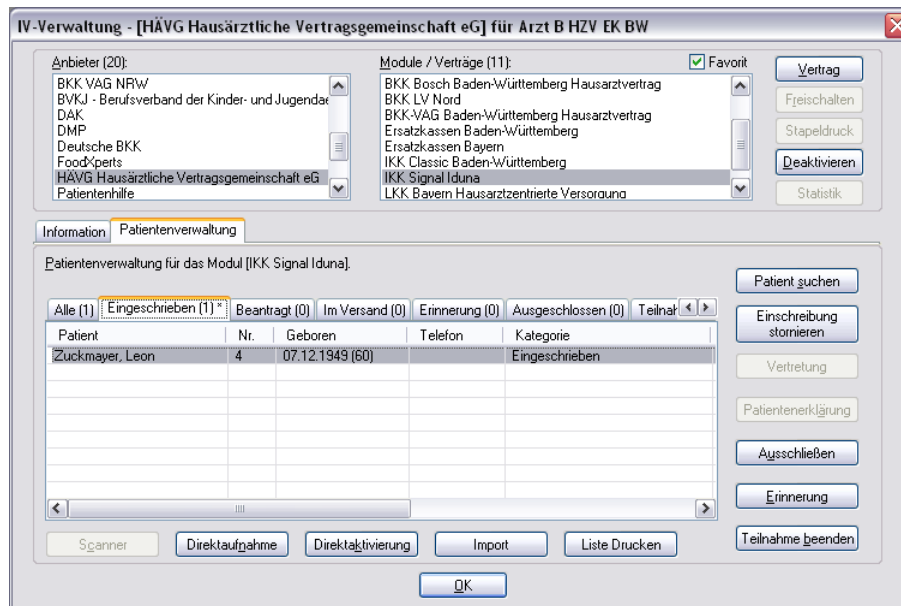 IV-Verwaltung - [HÄVG Hausärztliche Vertragsgemeinschaft eG] für Arzt B HZV EK BW
Anbieter (20):
BKK VAG NRW
BVKJ - Berufsverband der Kinder- und Jugendae
DAK
DMP
Deutsche BKK
FoodXperts
HÄVG Hausärztliche Vertragsgemeinschaft eG
Patientenhilfe
Module / Verträge (11):
Favorit
BKK Bosch Baden-Württemberg Hausarztvertrag
BKK LV Nord
BKK-VAG Baden-Württemberg Hausarztvertrag
Ersatzkassen Baden-Württemberg
Ersatzkassen Bayern
IKK Classic Baden-Württemberg
IKK Signal Iduna
LKK Bayern Hausarztzentrierte Versorgung
Vertrag
Freischalten
Stapeldruck
Deaktivieren
Statistik
Information Patientenverwaltung
Patientenverwaltung für das Modul [IKK Signal Iduna].
Alle (1) Eingeschrieben (1) * Beantragt (0) Im Versand (0) Erinnerung (0) Ausgeschlossen (0) Teilnah
Patient Nr. Geboren Telefon Kategorie
Zuckmayer, Leon 4 07.12.1949 (60) Eingeschrieben
Patient suchen
Einschreibung
stornieren
Vertretung
Patientenerklärung
Ausschließen
Erinnerung
Teilnahme beenden
Scanner Direktaufnahme Direktaktivierung Import Liste Drucken
OK